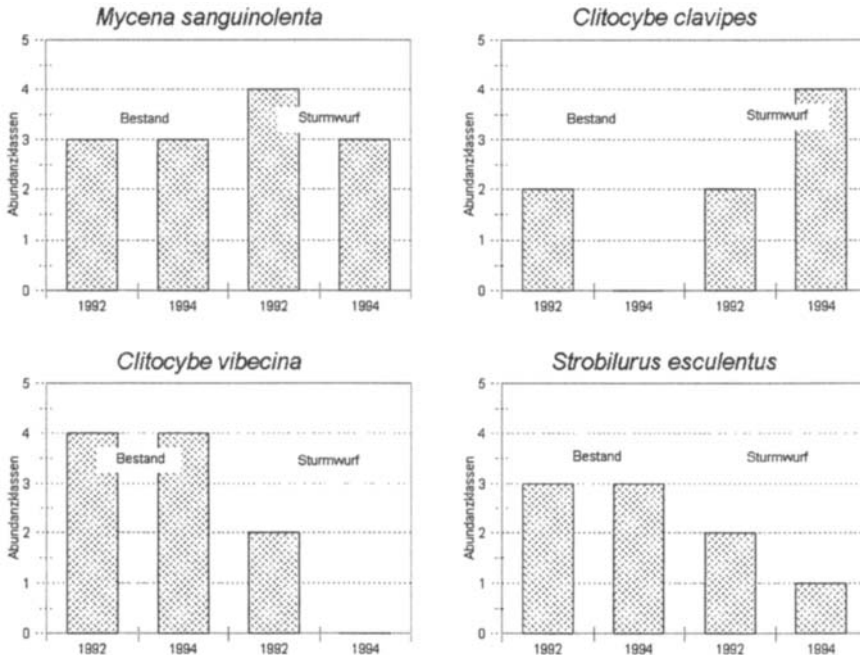 Mycena sanguinolenta
Abundanzklassen
5
4
3
2
1
0
Bestand
Sturmwurf
1992 1994 1992 1994
Clitocybe clavipes
Abundanzklassen
5
4
3
2
1
0
Bestand
Sturmwurf
1992 1994 1992 1994
Clitocybe vibecina
Abundanzklassen
5
4
3
2
1
0
Bestand
Sturmwurf
1992 1994 1992 1994
Strobilurus esculentus
Abundanzklassen
5
4
3
2
1
0
Bestand
Sturmwurf
1992 1994 1992 1994